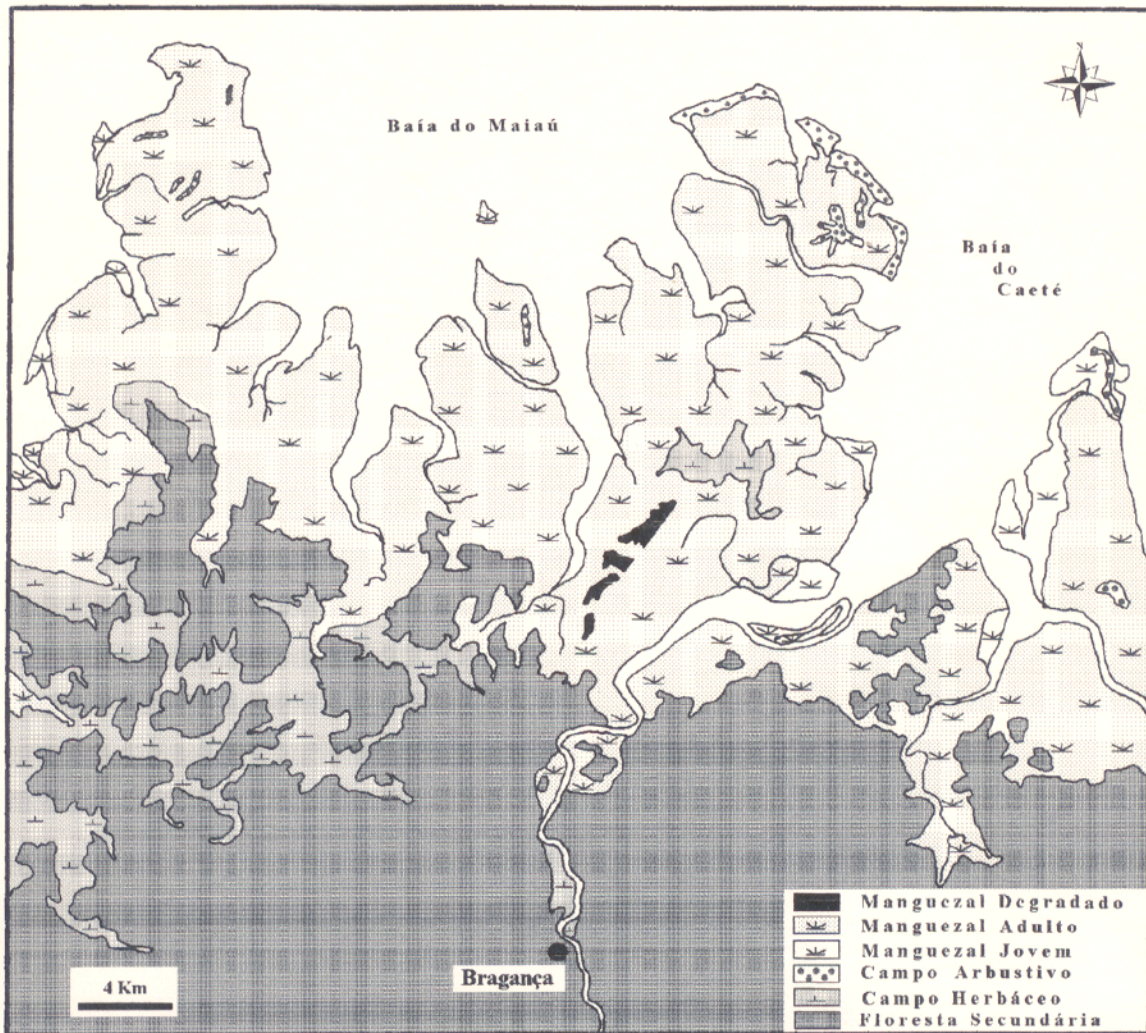 N
Baía do Maiaú
Baía
do
Caeté
Manguezal Degradado
Manguezal Adulto
Manguezal Jovem
Campo Arbustivo
Campo Herbáceo
Floresta Secundária
Bragança
4 Km